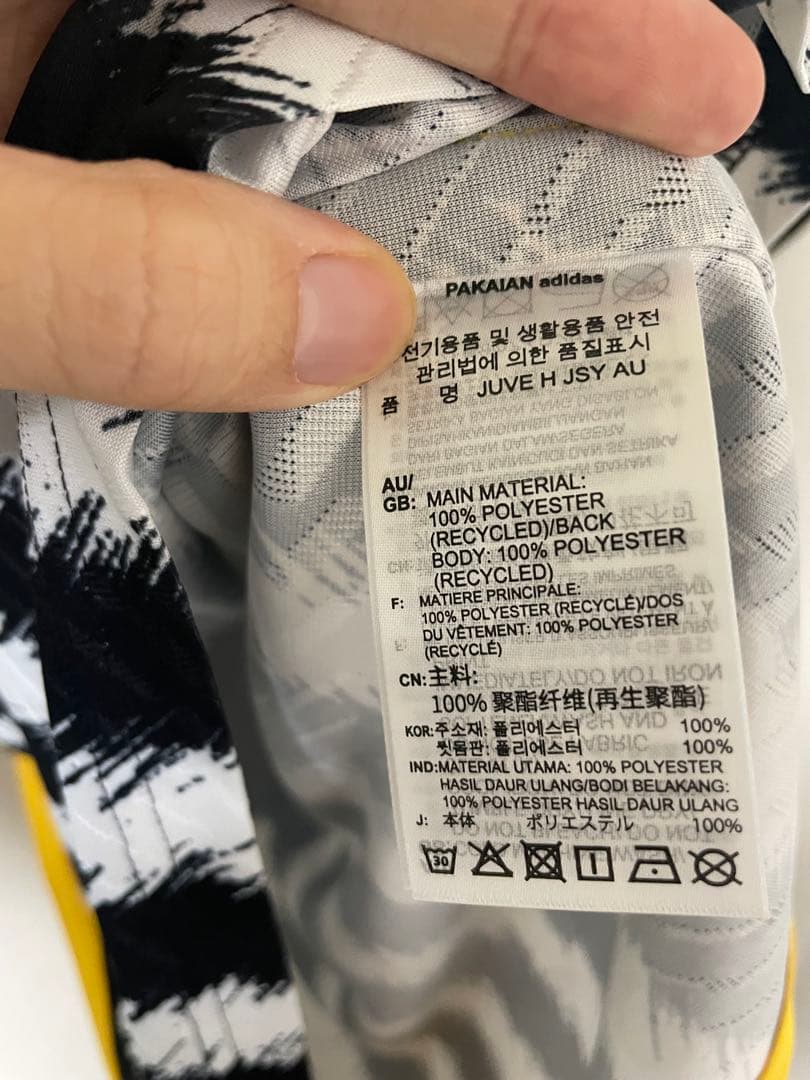 PAKAIAN adidas
전기용품 및 생활용품 안전
관리법에 의한 품질표시
품 명 JUVE H JSY AU
AU/
GB: MAIN MATERIAL:
100% POLYESTER
(RECYCLED)/BACK
BODY: 100% POLYESTER
(RECYCLED)
F: MATIERE PRINCIPALE:
100% POLYESTER (RECYCLÉ)/DOS
DU VÊTEMENT: 100% POLYESTER
(RECYCLÉ)
CN: 主料:
100% 聚酯纤维(再生聚酯)
KOR: 주소재: 폴리에스터 100%
뒷몸판: 폴리에스터 100%
IND: MATERIAL UTAMA: 100% POLYESTER
HASIL DAUR ULANG/BODI BELAKANG:
100% POLYESTER HASIL DAUR ULANG
J: 本体 ポリエステル 100%
30